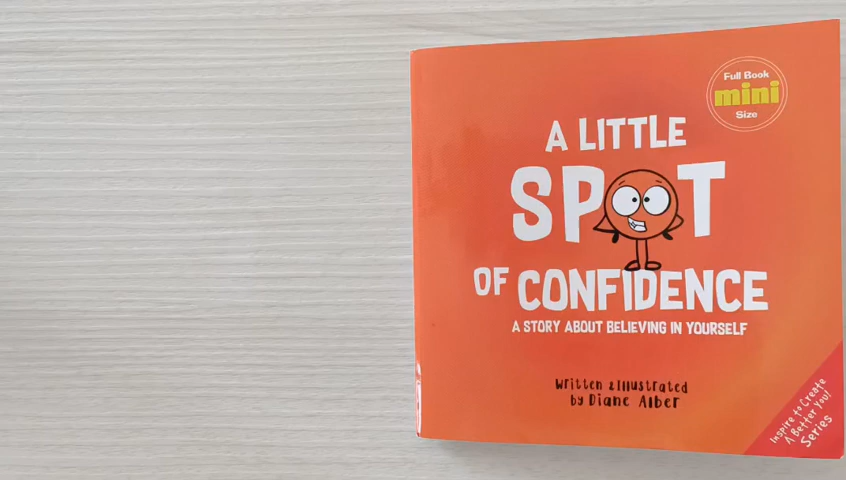 Full Book
mini
Size
A LITTLE
SPOT
OF CONFIDENCE
A STORY ABOUT BELIEVING IN YOURSELF
Written & Illustrated
by Diane Alber
Inspire to Create
A Better You!
Series